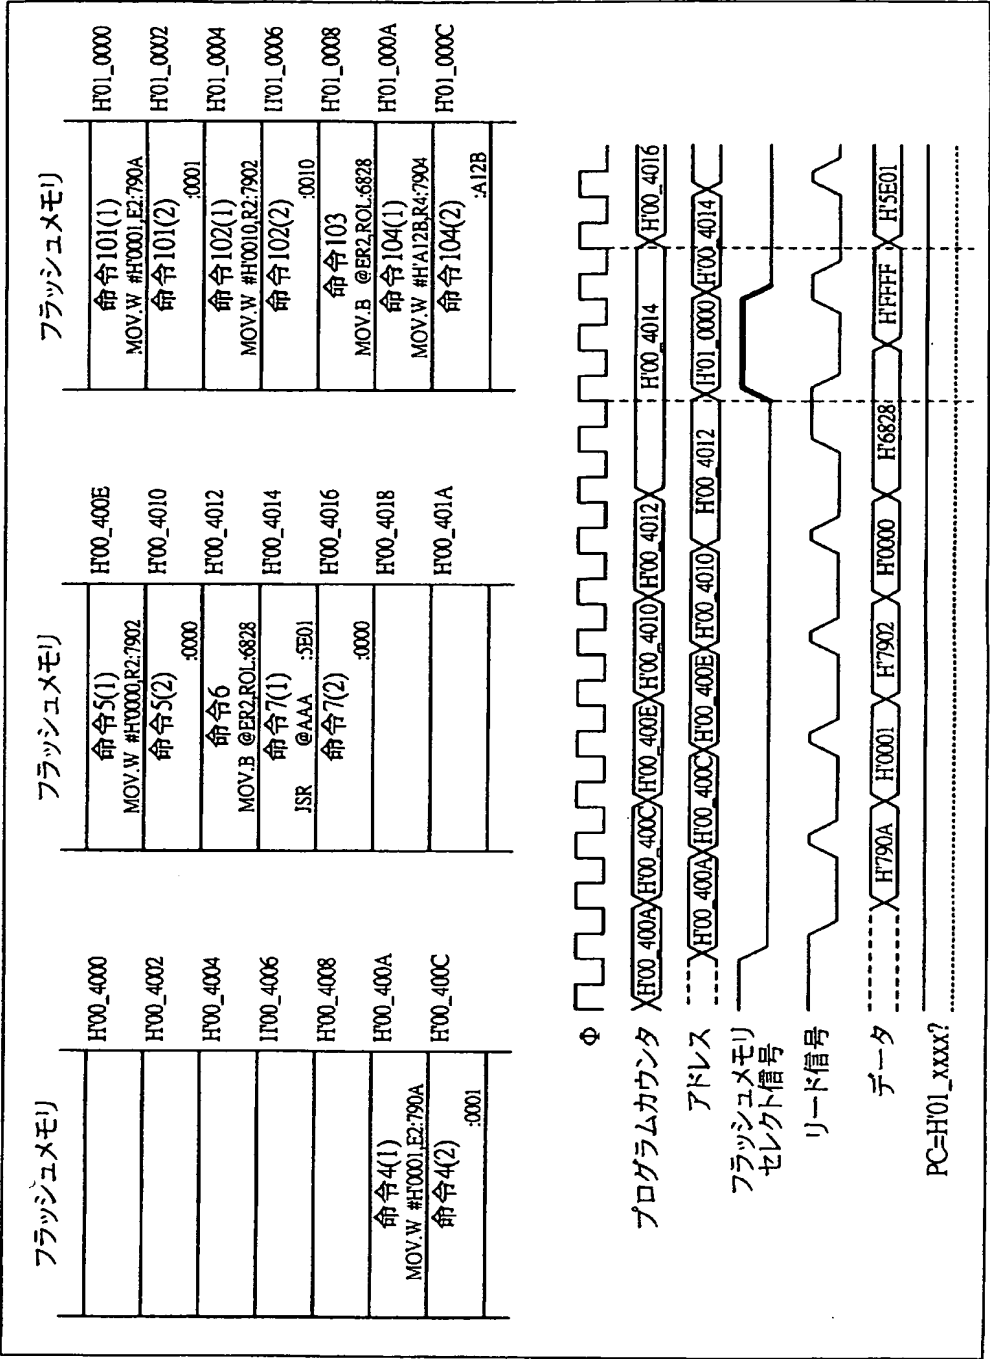 フラッシュメモリ
H'00_4000
H'00_4002
H'00_4004
H'00_4006
H'00_4008
命令4(1)
MOV.W #H'0001,E2:790A
H'00_400A
命令4(2)
:0001
H'00_400C
フラッシュメモリ
命令5(1)
MOV.W #H'0000,R2:7902
H'00_400E
命令5(2)
:0000
H'00_4010
命令6
MOV.B @ER2,R0L:6828
H'00_4012
命令7(1)
JSR @AAA :5E01
H'00_4014
命令7(2)
:0000
H'00_4016
H'00_4018
H'00_401A
フラッシュメモリ
命令101(1)
MOV.W #H'0001,E2:790A
H'01_0000
命令101(2)
:0001
H'01_0002
命令102(1)
MOV.W #H'0010,R2:7902
H'01_0004
命令102(2)
:0010
H'01_0006
命令103
MOV.B @ER2,R0L:6828
H'01_0008
命令104(1)
MOV.W #H'A12B,R4:7904
H'01_000A
命令104(2)
:A12B
H'01_000C
Φ
プログラムカウンタ
H'00_400A H'00_400C H'00_400E H'00_4010 H'00_4012 H'00_4014 H'00_4016
アドレス
H'00_400A H'00_400C H'00_400E H'00_4010 H'00_4012 H'01_0000 H'00_4014
フラッシュメモリ
セレクト信号
リード信号
データ
H'790A H'0001 H'7902 H'0000 H'6828 H'FFFF H'5E01
PC=H'01_xxxx?